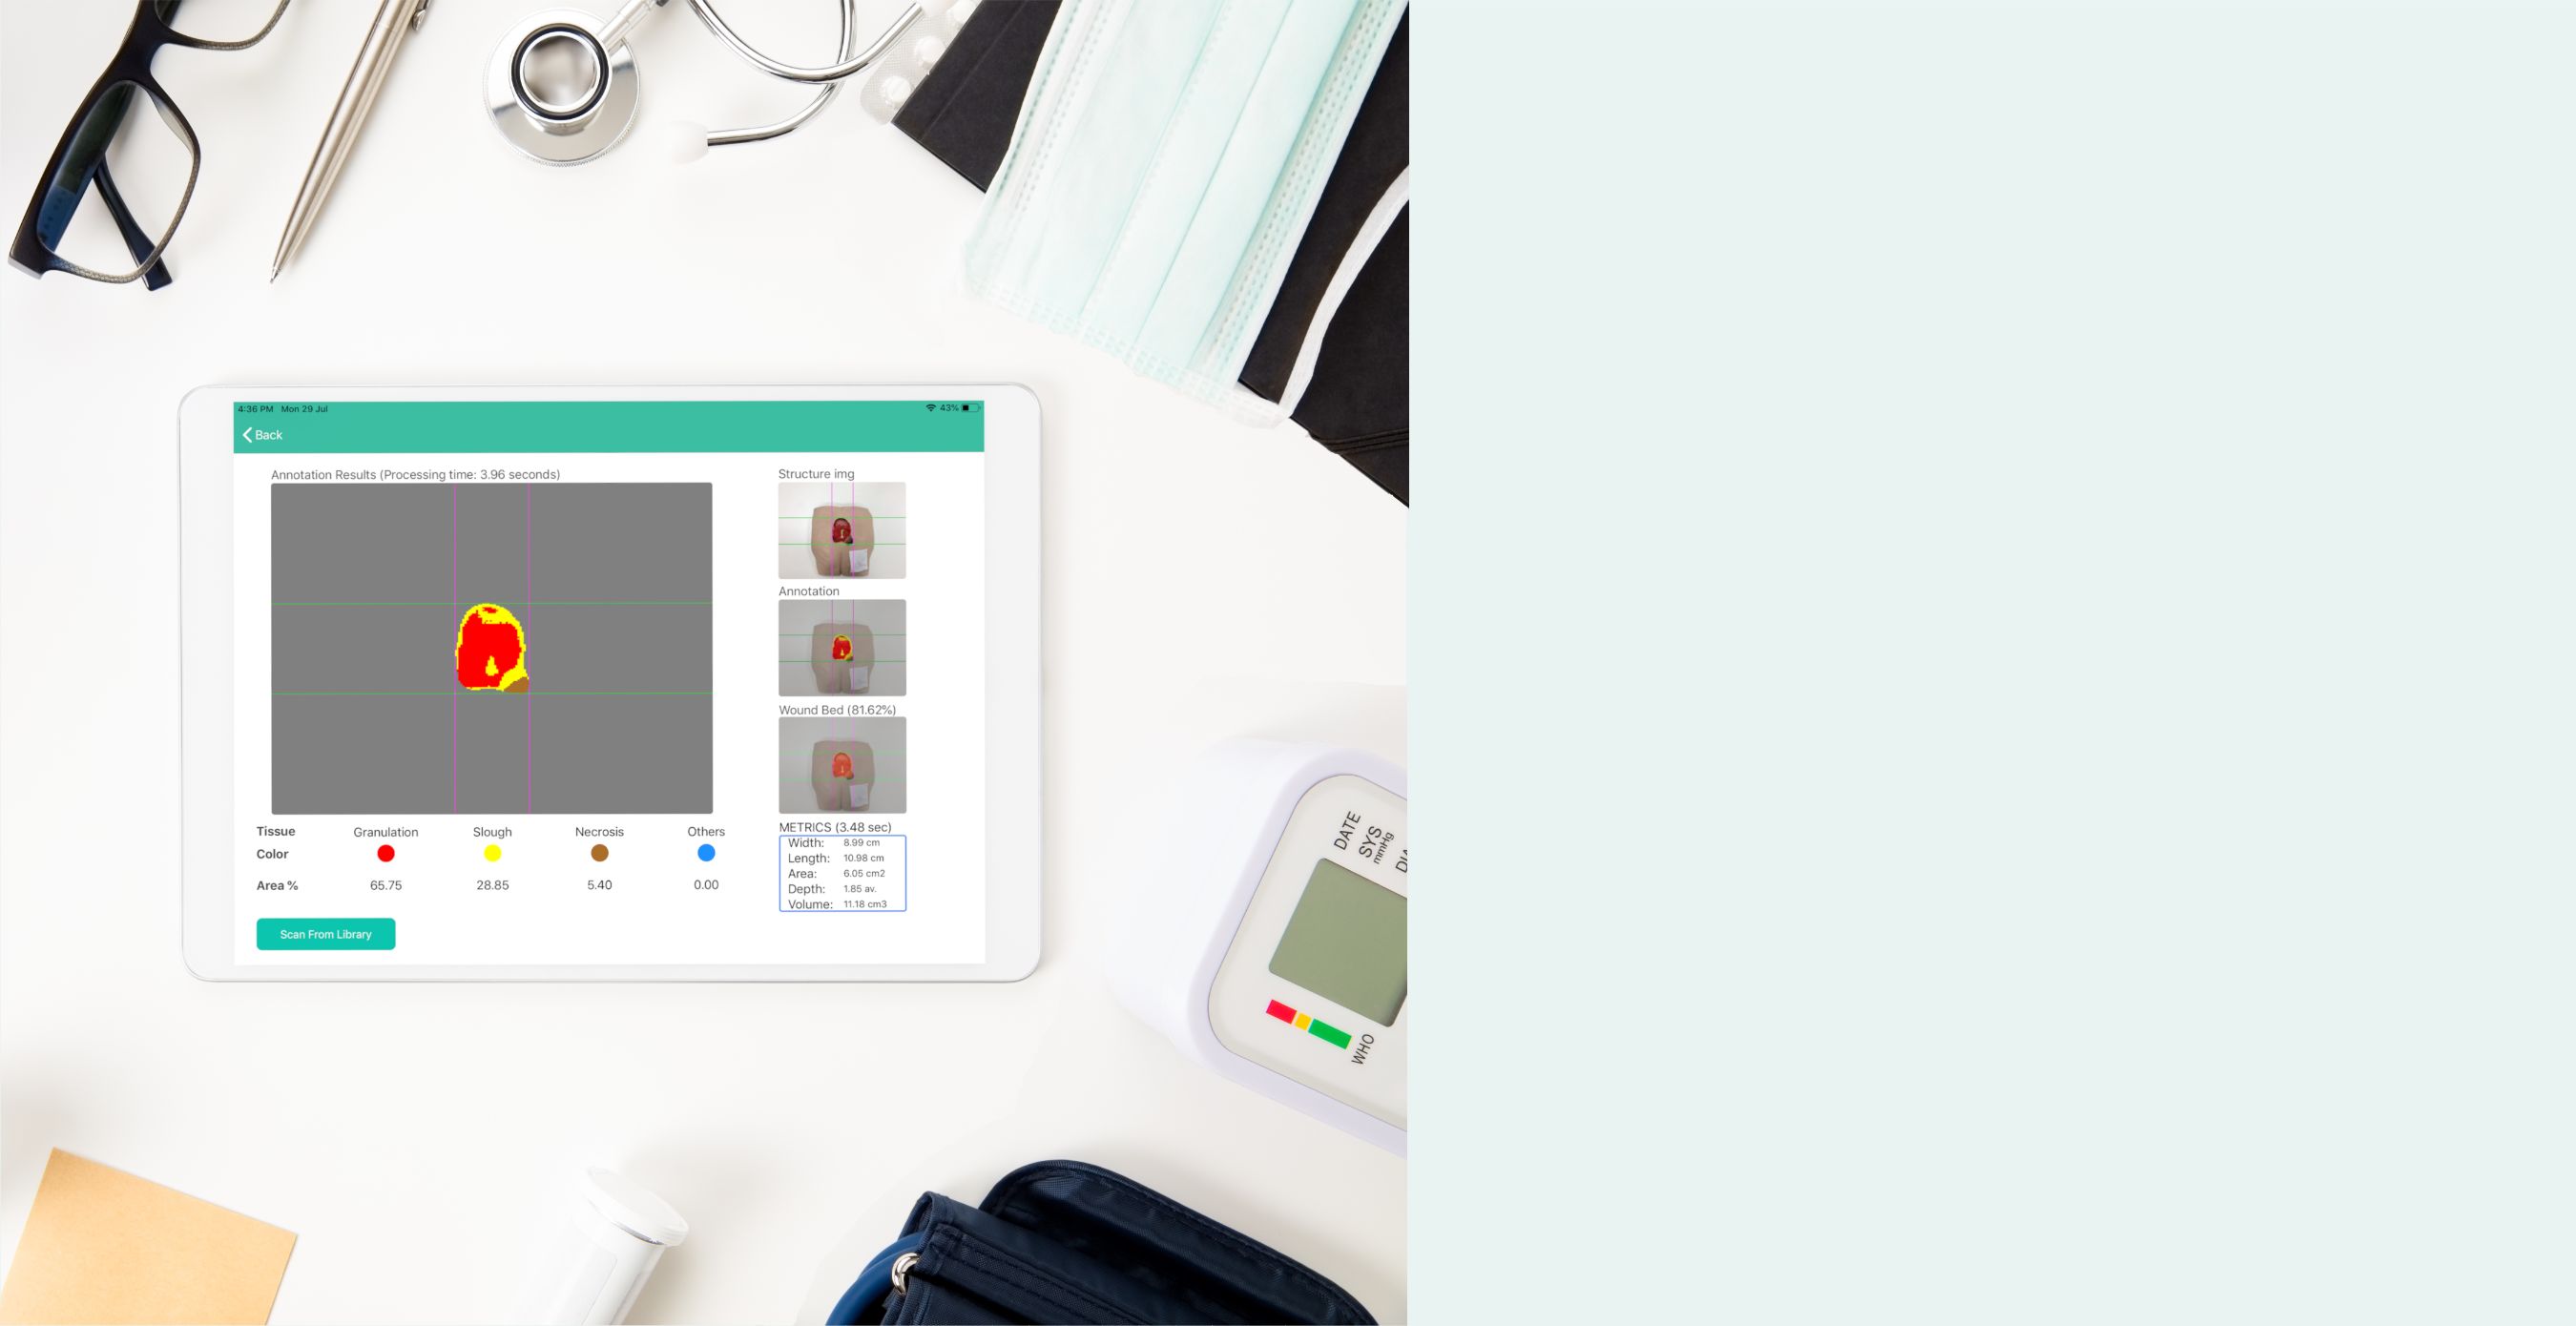 4:36 PM Mon 29 Jul
43%
Back
Annotation Results (Processing time: 3.96 seconds)
Structure img
Annotation
Wound Bed (81.62%)
Tissue Granulation Slough Necrosis Others
Color
Area % 65.75 28.85 5.40 0.00
METRICS (3.48 sec)
Width: 8.99 cm
Length: 10.98 cm
Area: 6.05 cm2
Depth: 1.85 av.
Volume: 11.18 cm3
Scan From Library
DATE
SYS
mmHg
WHO